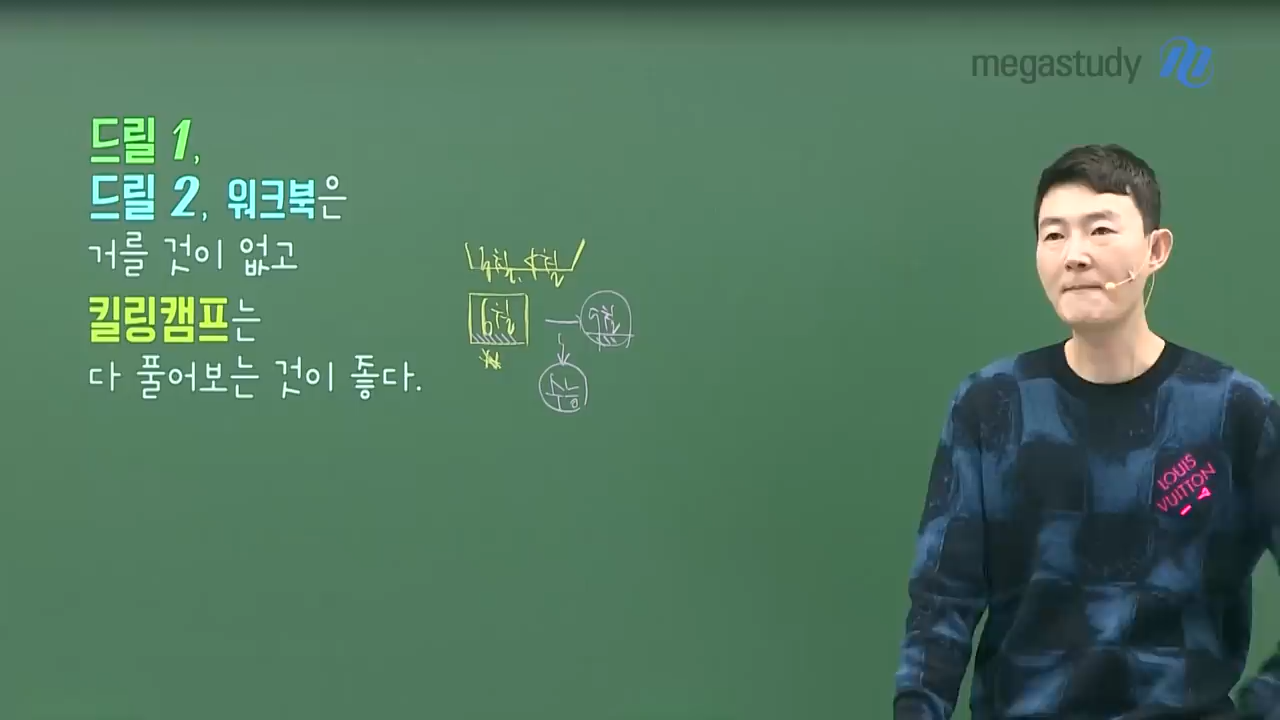 megastudy
드릴 1,
드릴 2, 워크북은
거를 것이 없고
킬링캠프는
다 풀어보는 것이 좋다.
LOUIS
VUITTON